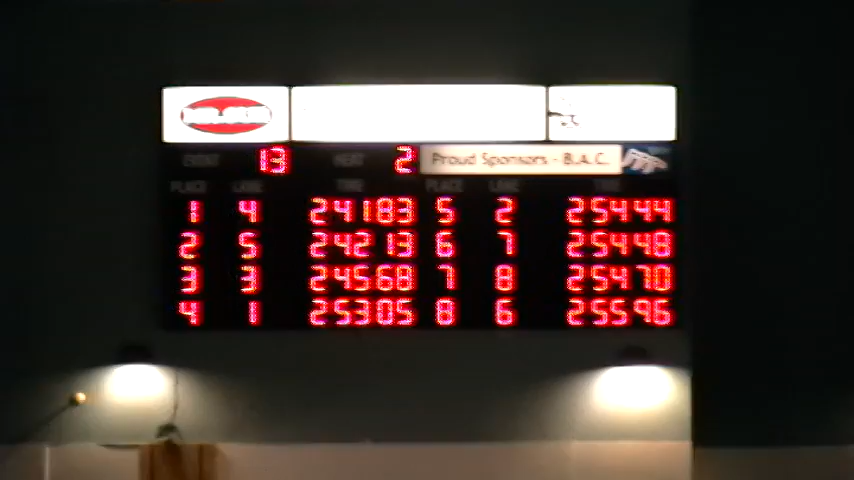 EVENT 13 HEAT 2 Proud Sponsors - B.A.C.
PLACE LANE TIME PLACE LANE TIME
1 4 24183 5 2 25444
2 5 24213 6 7 25448
3 3 24568 7 8 25470
4 1 25305 8 6 25596